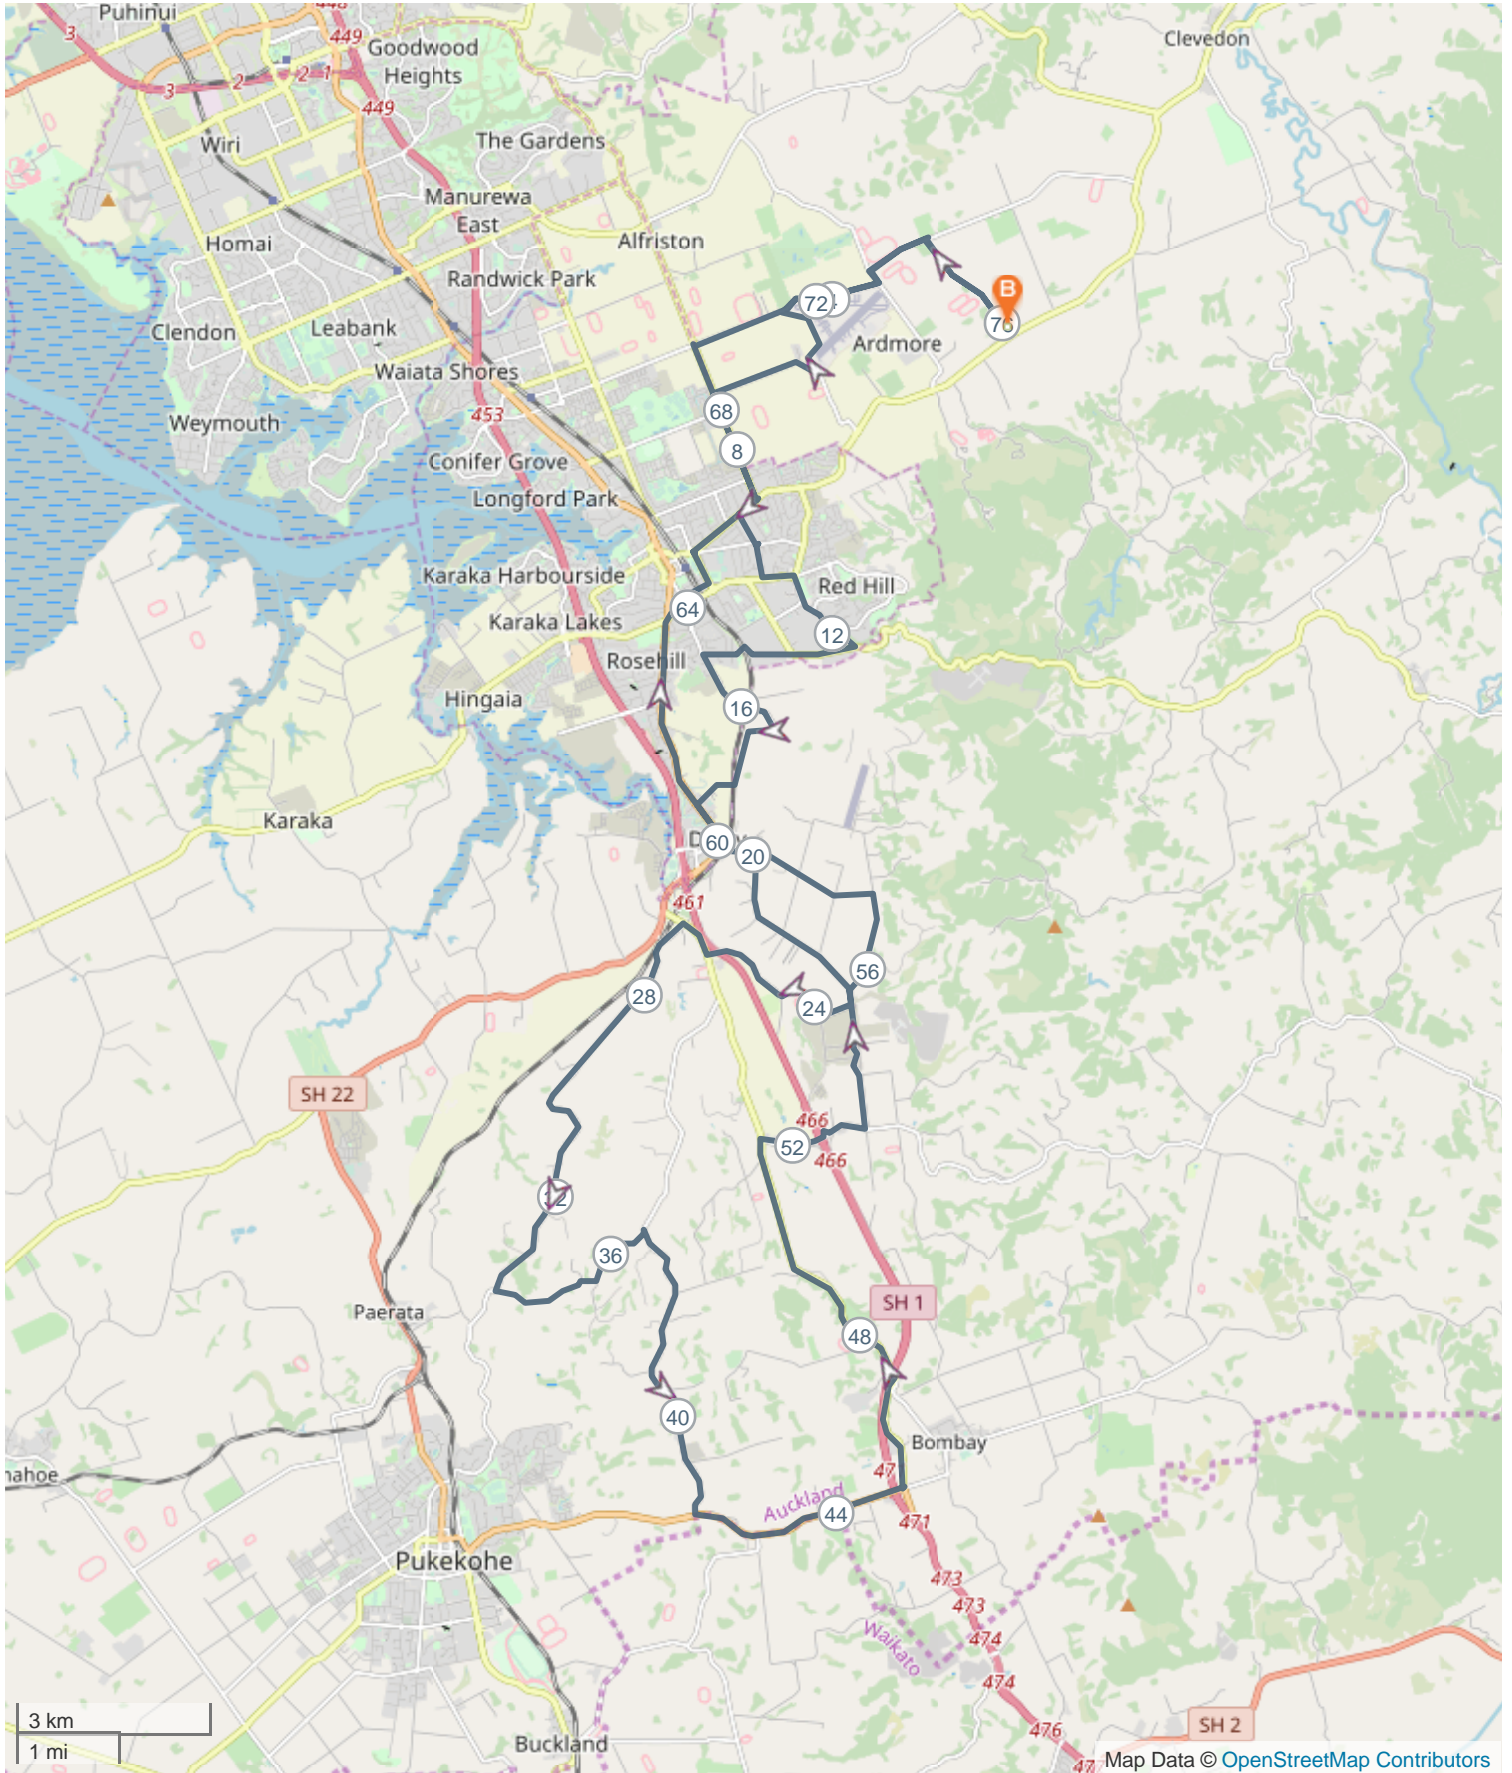 Puhinui
448
3
449
Goodwood
Heights
Clevedon
3
2
2
1
449
Wiri
The Gardens
Manurewa
East
Homai
Alfriston
Randwick Park
B
Clendon
Leabank
72
76
Ardmore
Waiata Shores
453
68
Weymouth
8
Conifer Grove
Longford Park
Karaka Harbourside
Red Hill
64
Karaka Lakes
12
Rosehill
Hingaia
16
Karaka
60
20
461
56
28
24
SH 22
466
52
466
32
36
SH 1
Paerata
48
40
Bombay
47
Auckland
44
471
Pukekohe
473
473
474
Waikato
474
3 km
SH 2
476
1 mi
Buckland
47
Map Data © OpenStreetMap Contributors